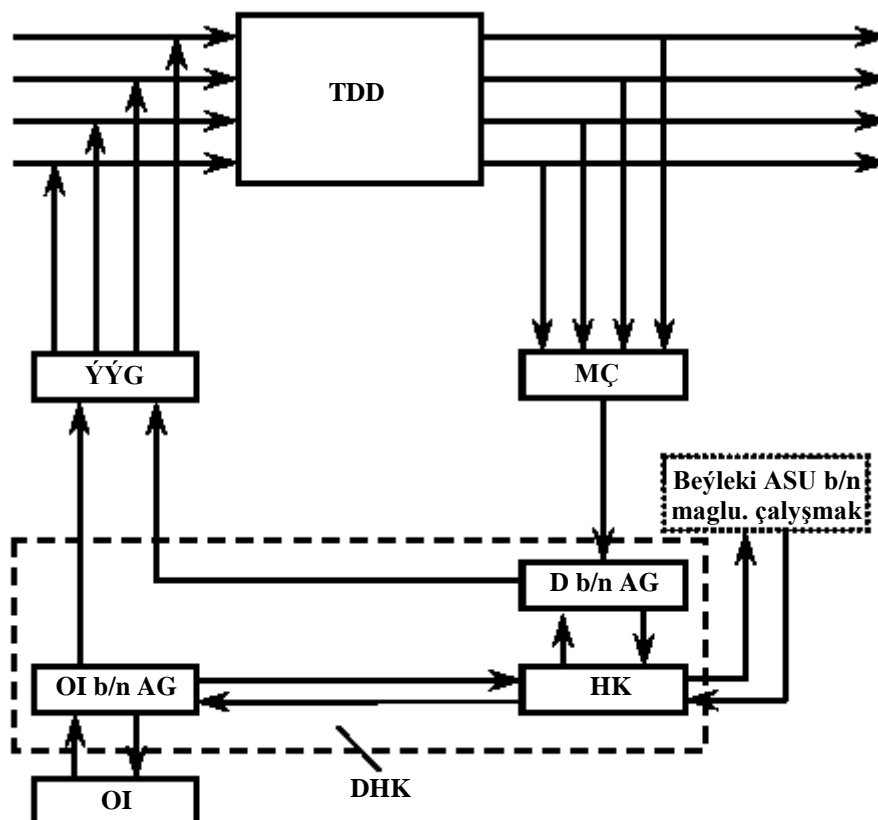 TDD
ÝÝG
MÇ
Beýleki ASU b/n
maglu. çalyşmak
D b/n AG
OI b/n AG
HK
DHK
OI